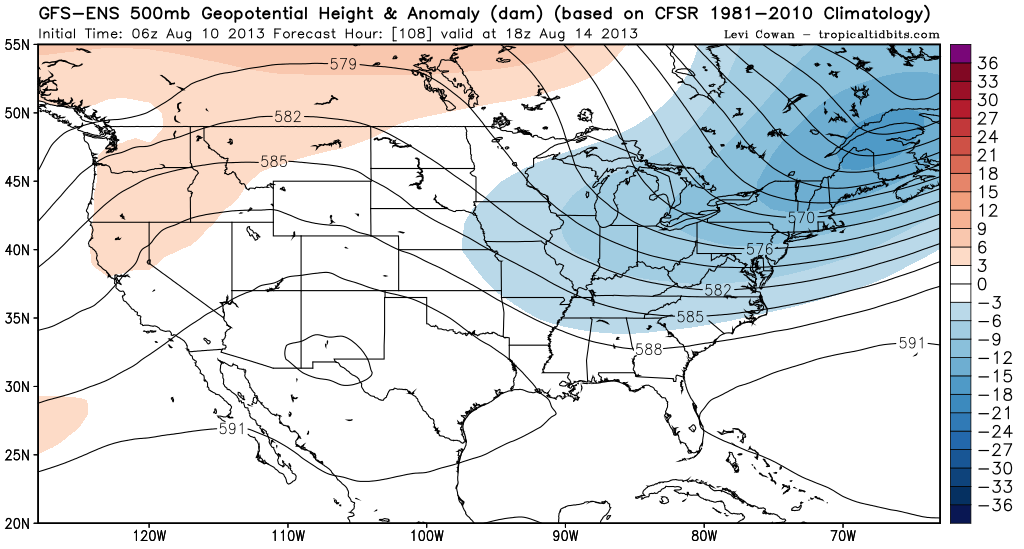 GFS-ENS 500mb Geopotential Height & Anomaly (dam) (based on CFSR 1981-2010 Climatology)
Initial Time: 06z Aug 10 2013 Forecast Hour: [108] valid at 18z Aug 14 2013
Levi Cowan - tropicaltidbits.com
55N
50N
45N
40N
35N
30N
25N
20N
120W
110W
100W
90W
80W
70W
579
582
585
570
576
582
585
588
591
591
36
33
30
27
24
21
18
15
12
9
6
3
0
-3
-6
-9
-12
-15
-18
-21
-24
-27
-30
-33
-36